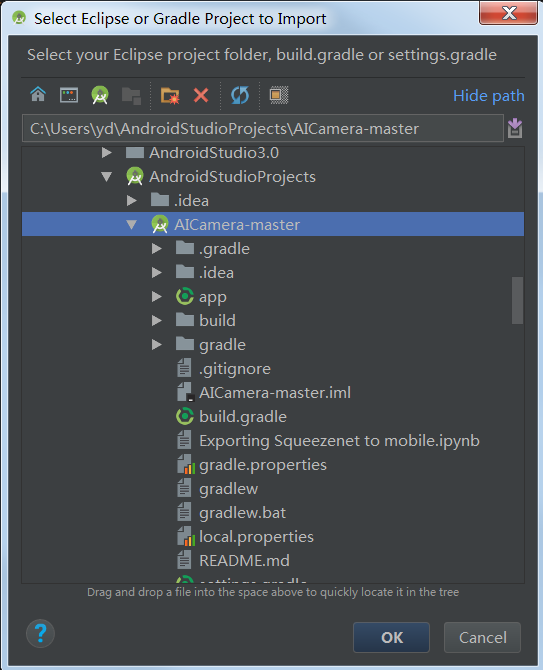 Select Eclipse or Gradle Project to Import
Select your Eclipse project folder, build.gradle or settings.gradle
Hide path
C:\Users\yd\AndroidStudioProjects\AICamera-master
AndroidStudio3.0
AndroidStudioProjects
.idea
AICamera-master
.gradle
.idea
app
build
gradle
.gitignore
AICamera-master.iml
build.gradle
Exporting Squeezenet to mobile.ipynb
gradle.properties
gradlew
gradlew.bat
local.properties
README.md
settings.gradle
Drag and drop a file into the space above to quickly locate it in the tree
?
OK
Cancel